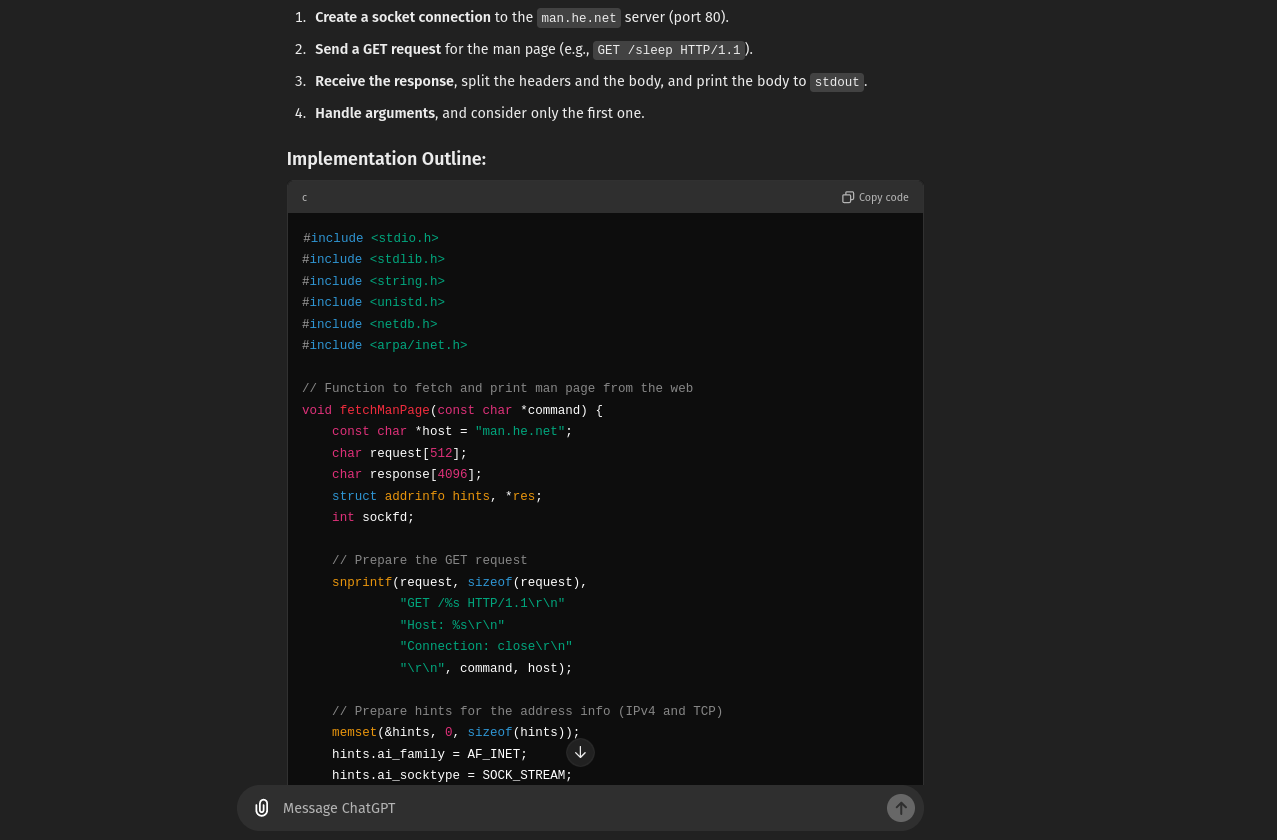 1. Create a socket connection to the man.he.net server (port 80).
2. Send a GET request for the man page (e.g., GET /sleep HTTP/1.1).
3. Receive the response, split the headers and the body, and print the body to stdout.
4. Handle arguments, and consider only the first one.
Implementation Outline:
c Copy code
#include <stdio.h>
#include <stdlib.h>
#include <string.h>
#include <unistd.h>
#include <netdb.h>
#include <arpa/inet.h>

// Function to fetch and print man page from the web
void fetchManPage(const char *command) {
    const char *host = "man.he.net";
    char request[512];
    char response[4096];
    struct addrinfo hints, *res;
    int sockfd;

    // Prepare the GET request
    snprintf(request, sizeof(request),
             "GET /%s HTTP/1.1\r\n"
             "Host: %s\r\n"
             "Connection: close\r\n"
             "\r\n", command, host);

    // Prepare hints for the address info (IPv4 and TCP)
    memset(&hints, 0, sizeof(hints));
    hints.ai_family = AF_INET;
    hints.ai_socktype = SOCK_STREAM;
Message ChatGPT